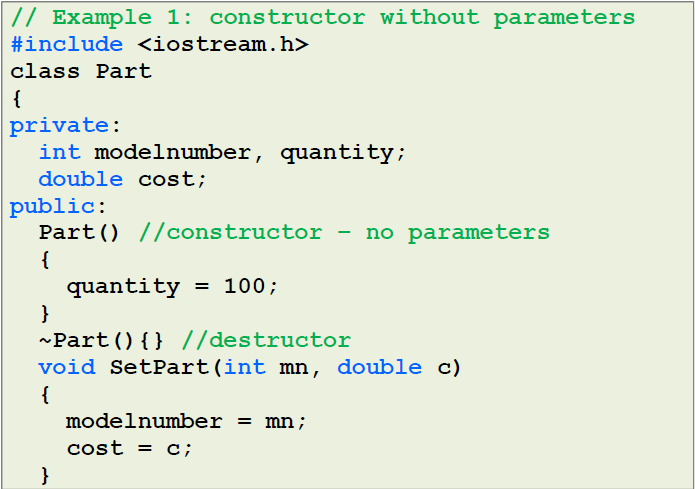 // Example 1: constructor without parameters
#include <iostream.h>
class Part
{
private:
  int modelnumber, quantity;
  double cost;
public:
  Part() //constructor – no parameters
  {
    quantity = 100;
  }
  ~Part(){} //destructor
  void SetPart(int mn, double c)
  {
    modelnumber = mn;
    cost = c;
  }